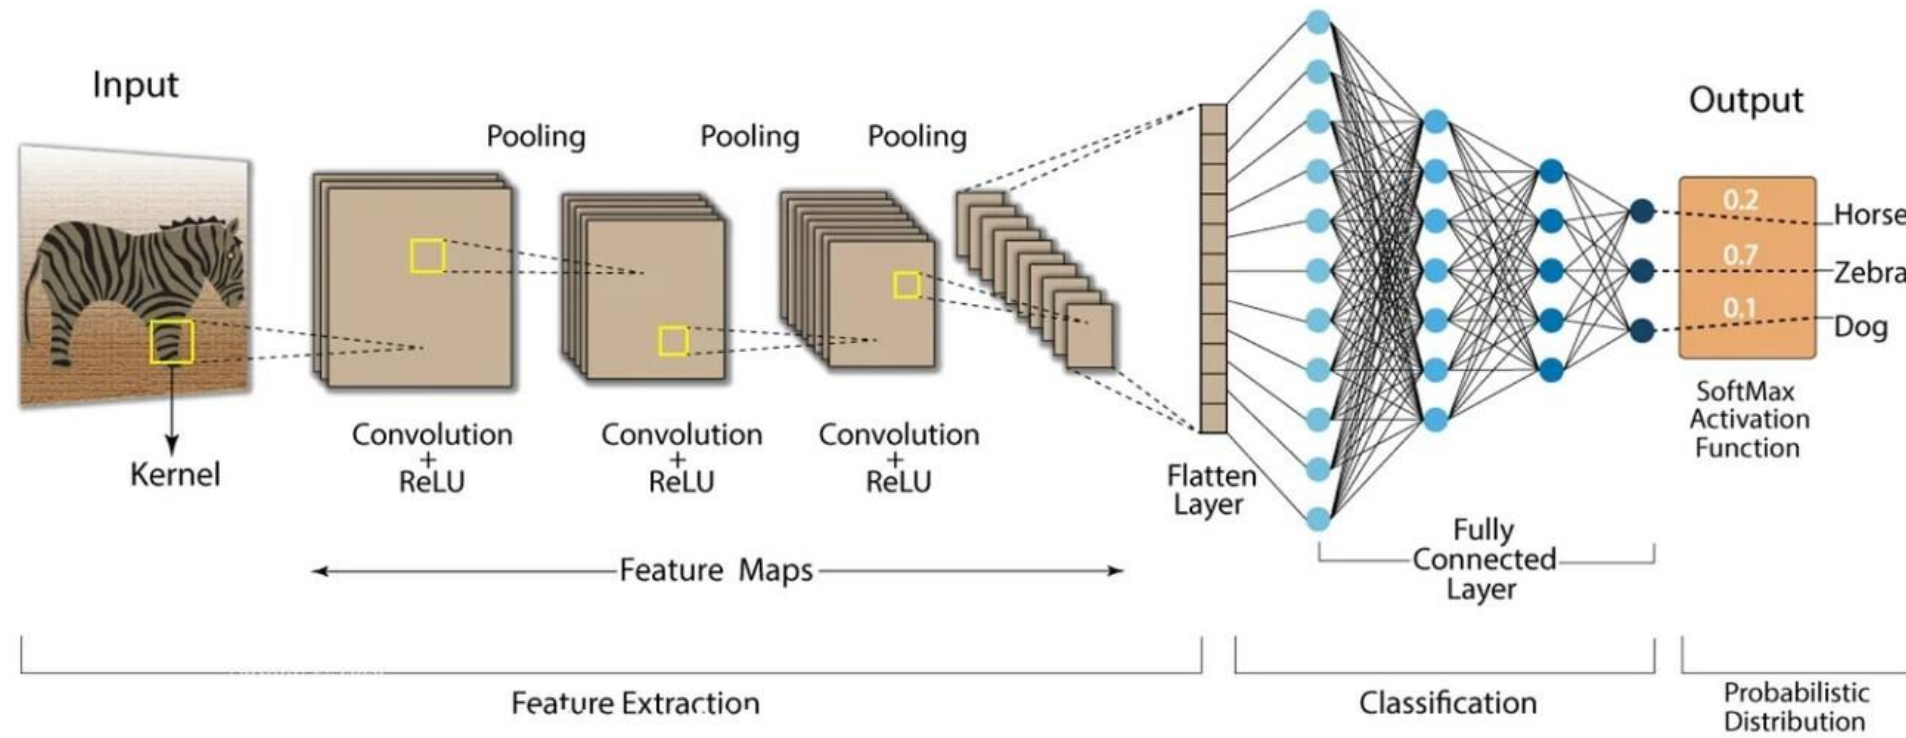 Input
Pooling
Pooling
Pooling
Output
0.2
Horse
0.7
Zebra
0.1
Dog
SoftMax
Activation
Function
Kernel
Convolution
+
ReLU
Convolution
+
ReLU
Convolution
+
ReLU
Flatten
Layer
Fully
Connected
Layer
Feature Maps
Feature Extraction
Classification
Probabilistic
Distribution